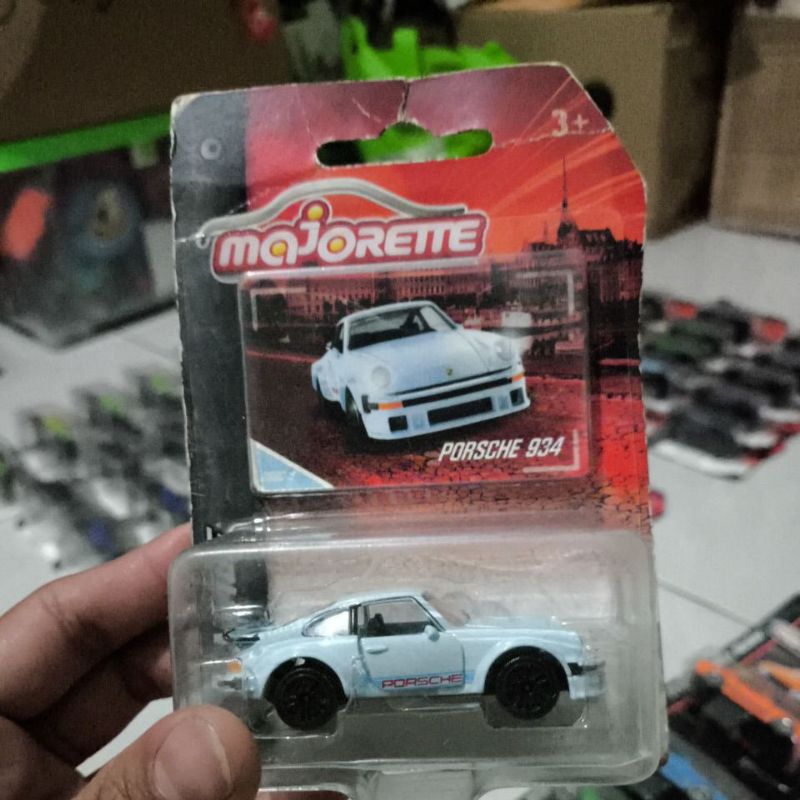 3+
MAJORETTE
PORSCHE 934
PORSCHE